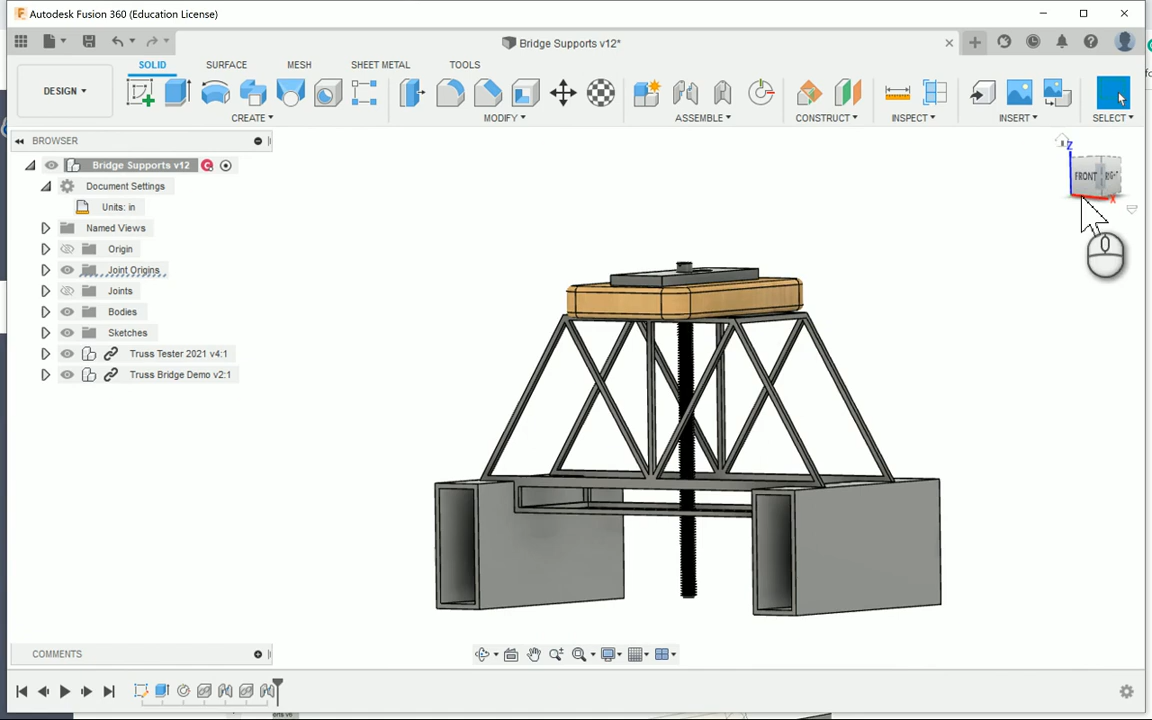 Autodesk Fusion 360 (Education License)
Bridge Supports v12*
DESIGN
SOLID
SURFACE
MESH
SHEET METAL
TOOLS
CREATE
MODIFY
ASSEMBLE
CONSTRUCT
INSPECT
INSERT
SELECT
BROWSER
Bridge Supports v12
Document Settings
Units: in
Named Views
Origin
Joint Origins
Joints
Bodies
Sketches
Truss Tester 2021 v4:1
Truss Bridge Demo v2:1
Z
FRONT
X
COMMENTS